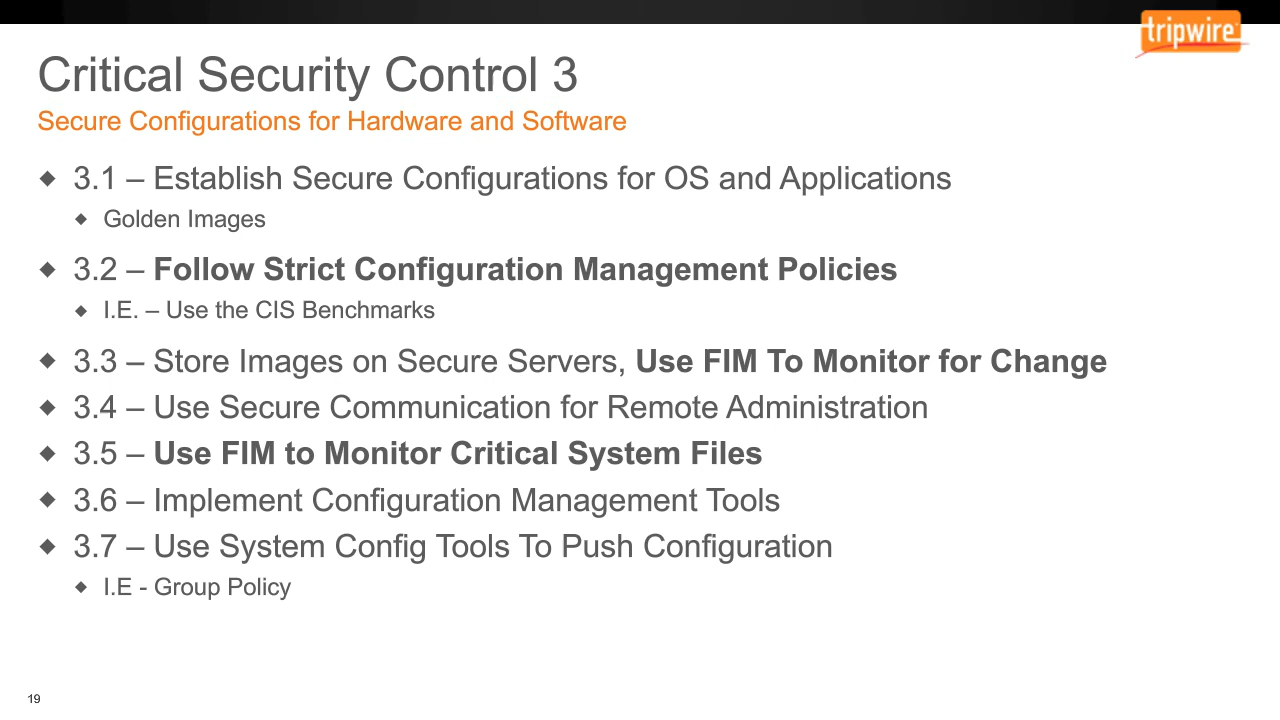 tripwire
Critical Security Control 3
Secure Configurations for Hardware and Software
◆ 3.1 – Establish Secure Configurations for OS and Applications
◆ Golden Images
◆ 3.2 – Follow Strict Configuration Management Policies
◆ I.E. – Use the CIS Benchmarks
◆ 3.3 – Store Images on Secure Servers, Use FIM To Monitor for Change
◆ 3.4 – Use Secure Communication for Remote Administration
◆ 3.5 – Use FIM to Monitor Critical System Files
◆ 3.6 – Implement Configuration Management Tools
◆ 3.7 – Use System Config Tools To Push Configuration
◆ I.E - Group Policy
19